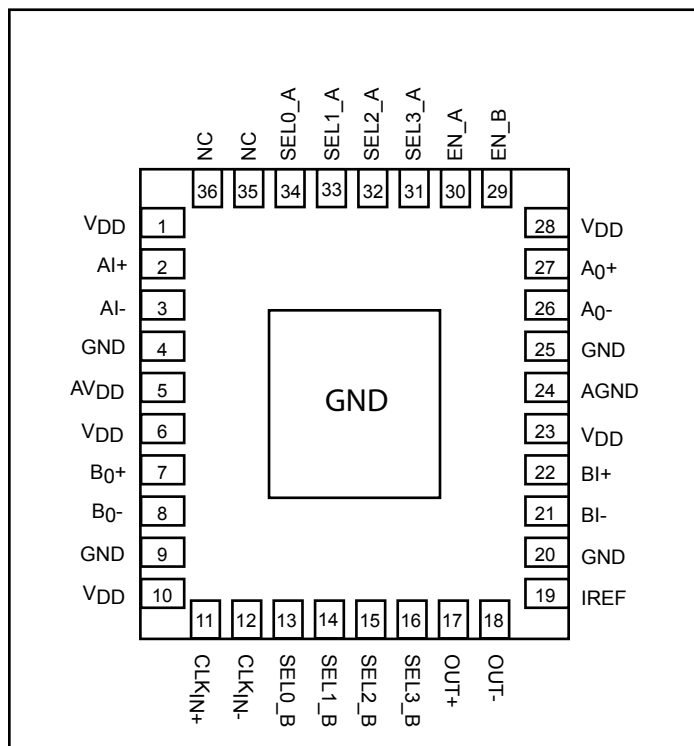 NC
NC
SEL0_A
SEL1_A
SEL2_A
SEL3_A
EN_A
EN_B
36 35 34 33 32 31 30 29
VDD 1 28 VDD
AI+ 2 27 A0+
AI- 3 26 A0-
GND 4 25 GND
AVDD 5 24 AGND
GND
VDD 6 23 VDD
B0+ 7 22 BI+
B0- 8 21 BI-
GND 9 20 GND
VDD 10 19 IREF
11 12 13 14 15 16 17 18
CLKIN+
CLKIN-
SEL0_B
SEL1_B
SEL2_B
SEL3_B
OUT+
OUT-